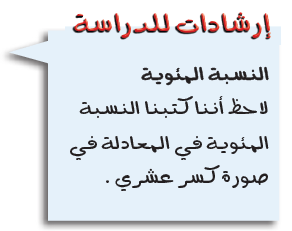 إرشادات للدراسة
النسبة المئوية
لاحظ أننا كتبنا النسبة
المئوية في المعادلة في
صورة كسر عشري .